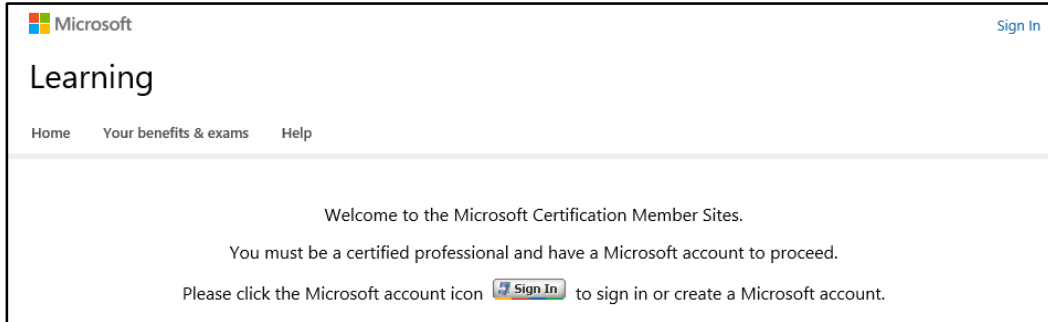 Microsoft
Sign In
Learning
Home Your benefits & exams Help
Welcome to the Microsoft Certification Member Sites.
You must be a certified professional and have a Microsoft account to proceed.
Please click the Microsoft account icon Sign In to sign in or create a Microsoft account.